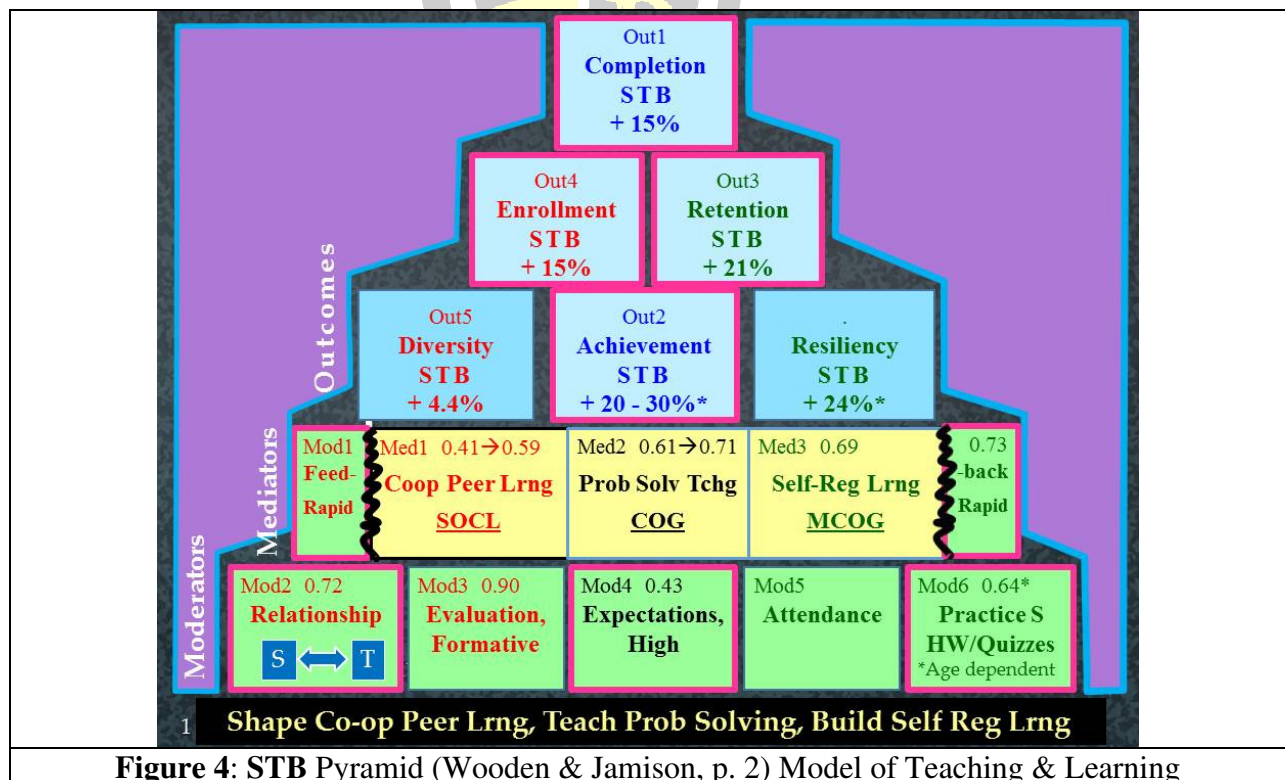 Out1
Completion
STB
+ 15%
Out4
Enrollment
STB
+ 15%
Out3
Retention
STB
+ 21%
Out5
Diversity
STB
+ 4.4%
Out2
Achievement
STB
+ 20 - 30%*
.
Resiliency
STB
+ 24%*
Outcomes
Mod1
Feed-
Rapid
Med1 0.41→0.59
Coop Peer Lrng
SOCL
Med2 0.61→0.71
Prob Solv Tchg
COG
Med3 0.69
Self-Reg Lrng
MCOG
0.73
-back
Rapid
Mediators
Mod2 0.72
Relationship
S T
Mod3 0.90
Evaluation,
Formative
Mod4 0.43
Expectations,
High
Mod5
Attendance
Mod6 0.64*
Practice S
HW/Quizzes
*Age dependent
Moderators
1 Shape Co-op Peer Lrng, Teach Prob Solving, Build Self Reg Lrng
Figure 4: STB Pyramid (Wooden & Jamison, p. 2) Model of Teaching & Learning